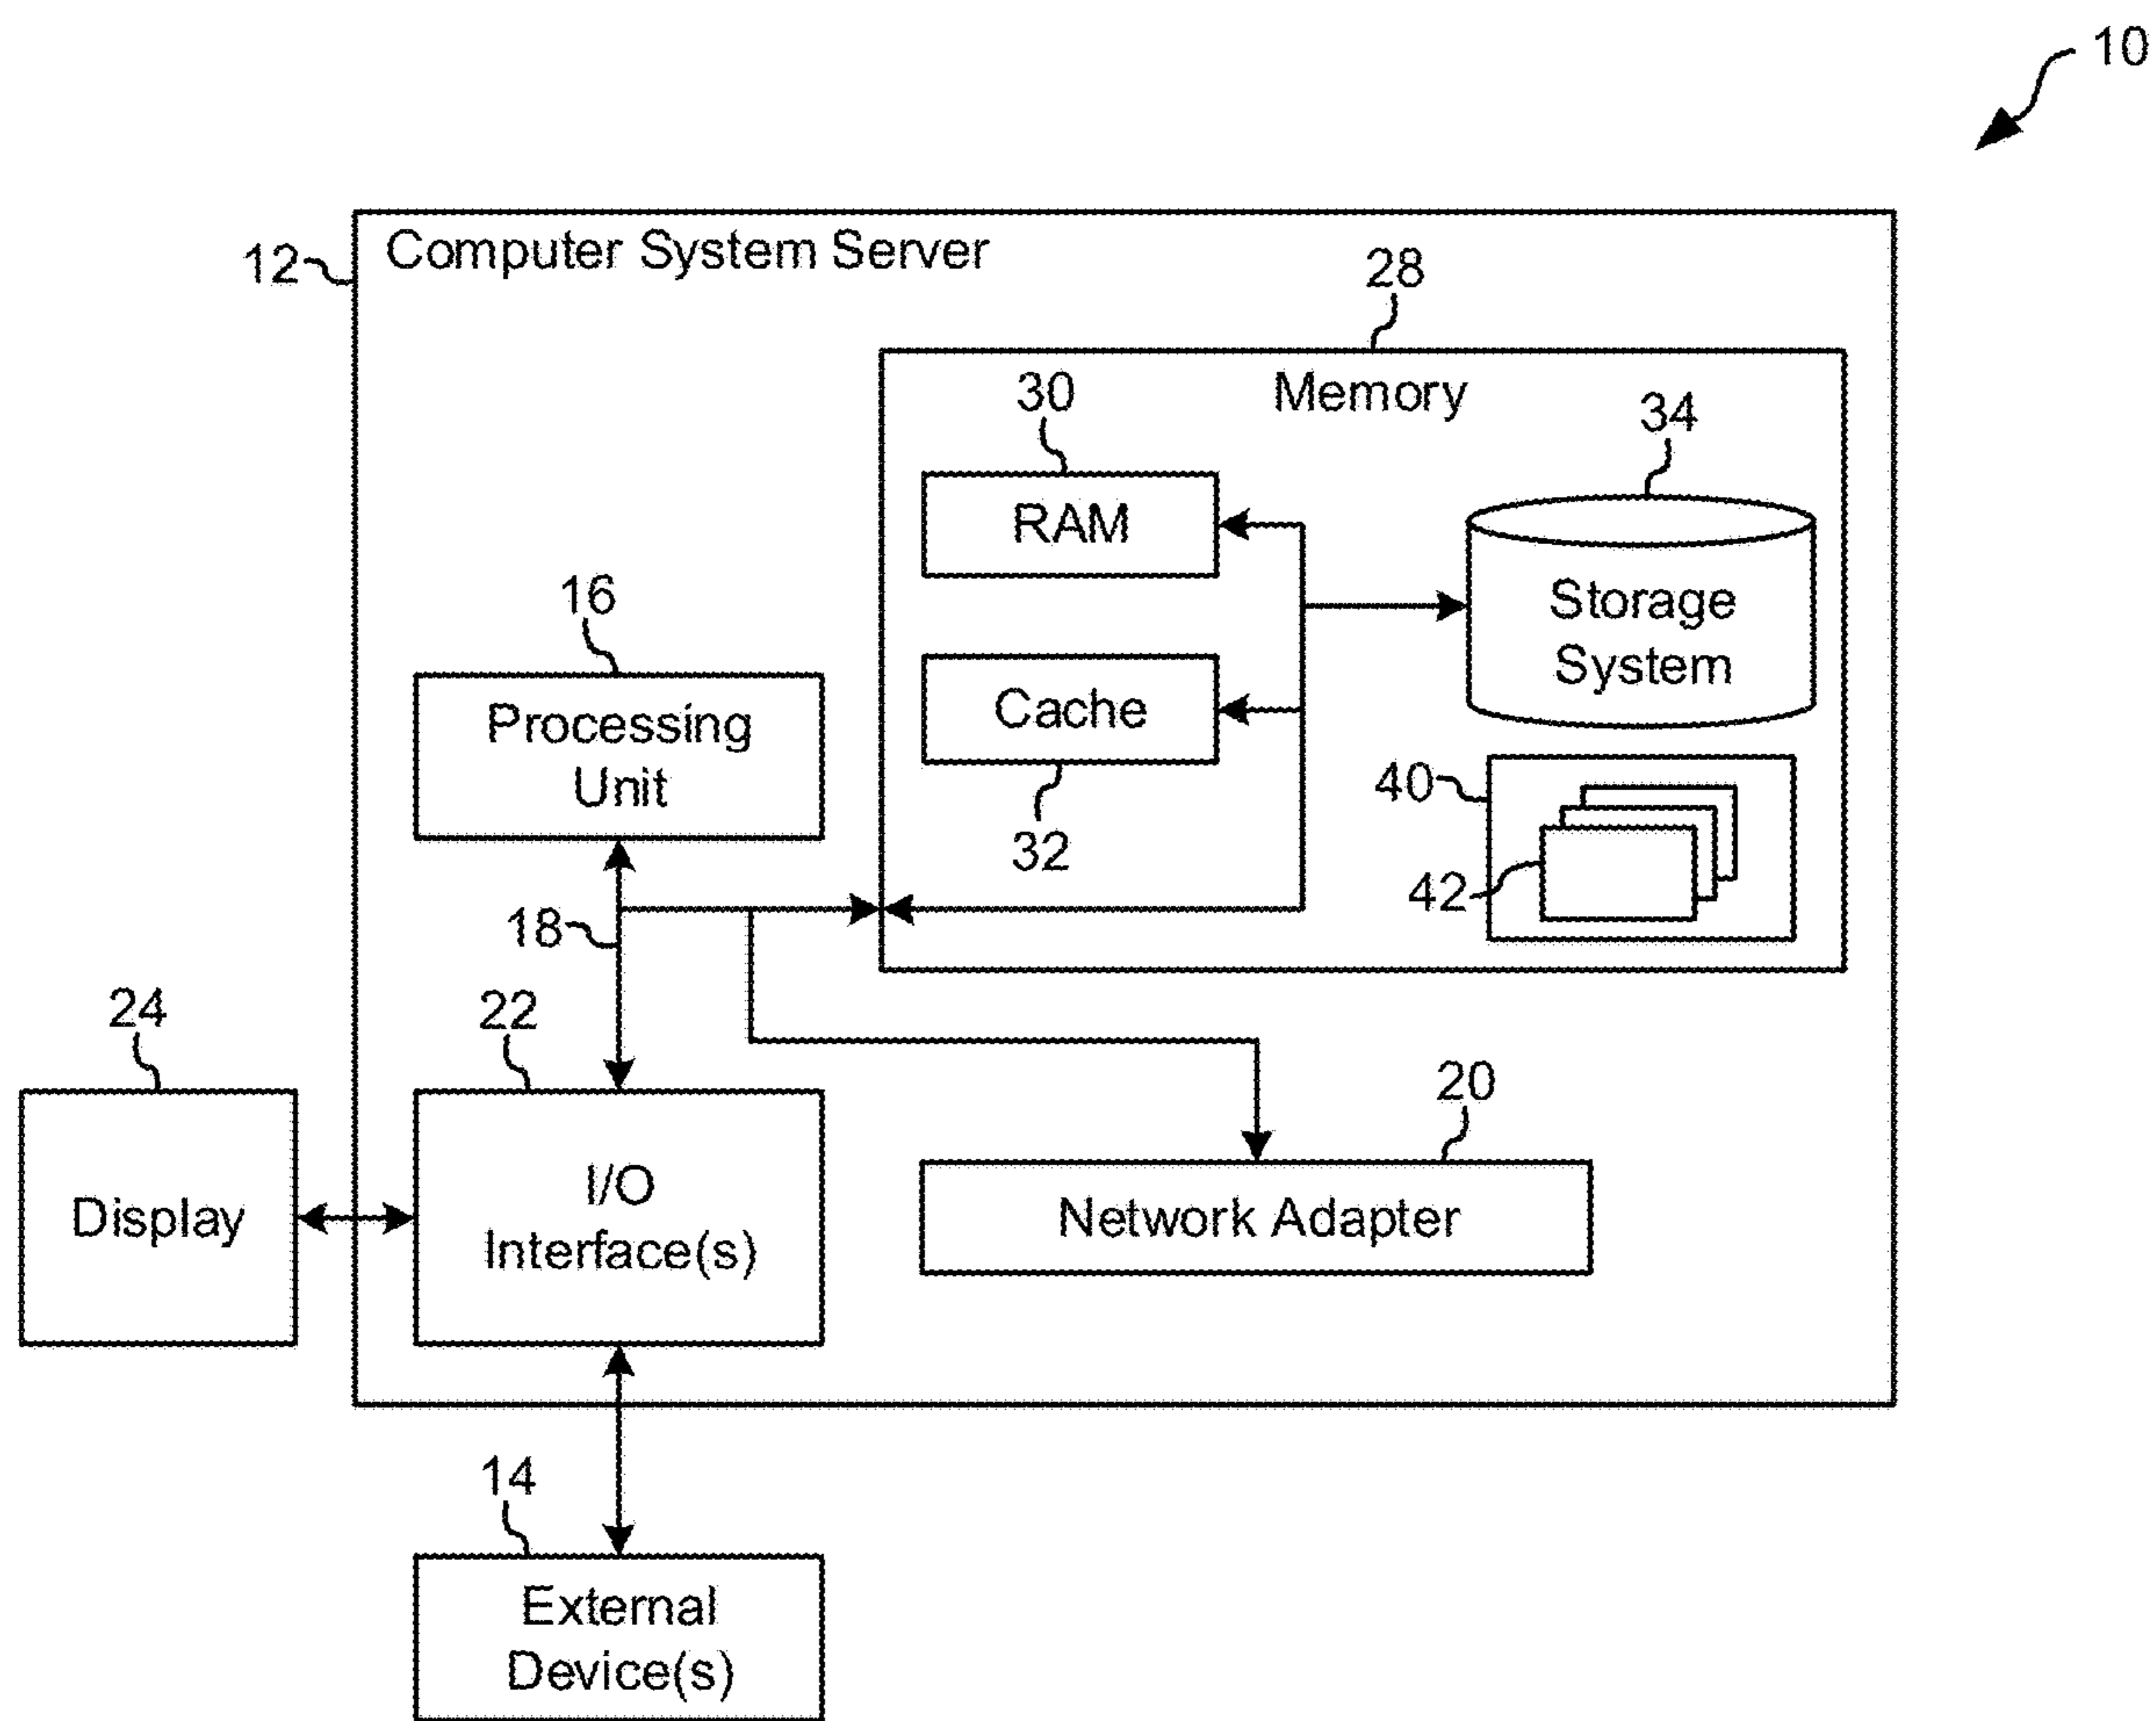 10
12
Computer System Server
28
Memory
30
RAM
34
Storage
System
16
Processing
Unit
Cache
32
40
42
18
24
Display
22
I/O
Interface(s)
20
Network Adapter
14
External
Device(s)